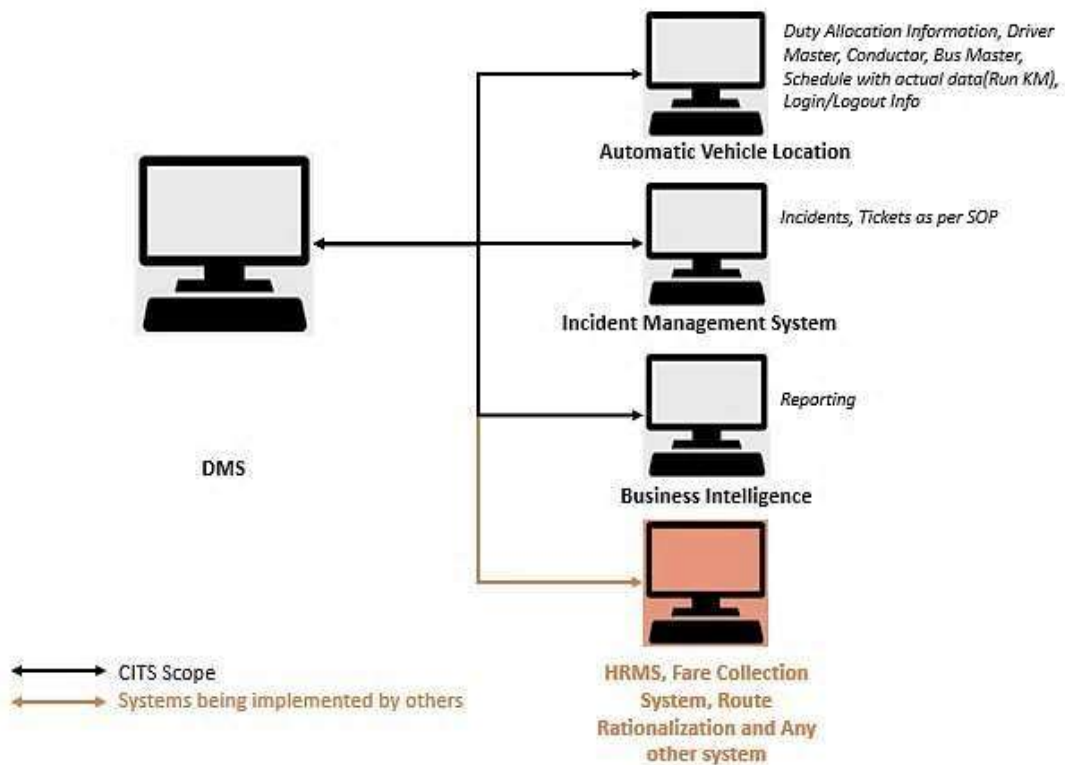 Duty Allocation Information, Driver
Master, Conductor, Bus Master,
Schedule with actual data(Run KM),
Login/Logout Info
Automatic Vehicle Location
Incidents, Tickets as per SOP
Incident Management System
Reporting
DMS
Business Intelligence
CITS Scope
Systems being implemented by others
HRMS, Fare Collection
System, Route
Rationalization and Any
other system